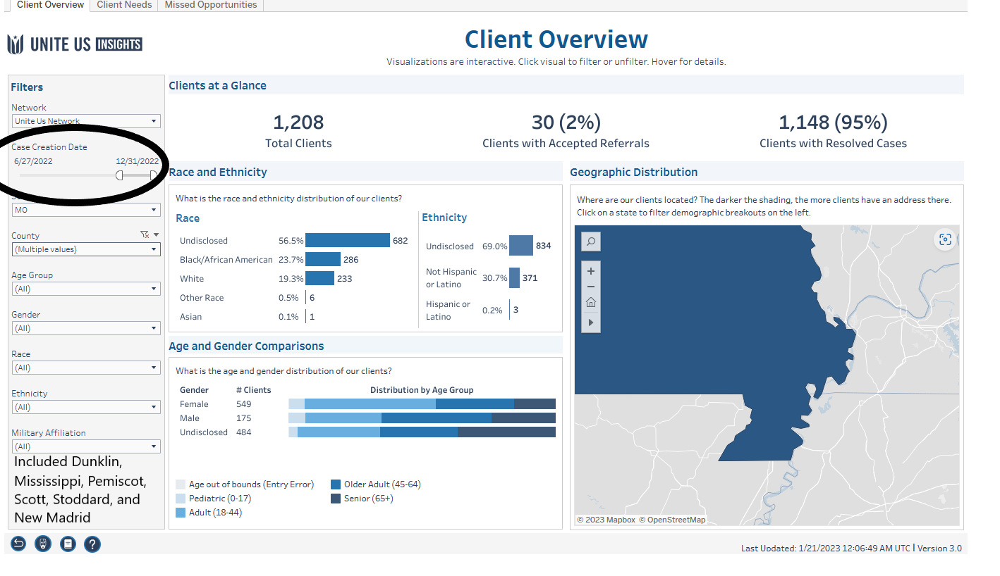 Client Overview
Client Needs
Missed Opportunities
UNITE US INSIGHTS
Client Overview
Visualizations are interactive. Click visual to filter or unfilter. Hover for details.
Filters
Network
Unite Us Network
Case Creation Date
6/27/2022
12/31/2022
MO
County
(Multiple values)
Age Group
(All)
Gender
(All)
Race
(All)
Ethnicity
(All)
Military Affiliation
(All)
Included Dunklin,
Mississippi, Pemiscot,
Scott, Stoddard, and
New Madrid
Clients at a Glance
1,208
Total Clients
30 (2%)
Clients with Accepted Referrals
1,148 (95%)
Clients with Resolved Cases
Race and Ethnicity
What is the race and ethnicity distribution of our clients?
Race
Undisclosed 56.5% 682
Black/African American 23.7% 286
White 19.3% 233
Other Race 0.5% 6
Asian 0.1% 1
Ethnicity
Undisclosed 69.0% 834
Not Hispanic
or Latino 30.7% 371
Hispanic or
Latino 0.2% 3
Age and Gender Comparisons
What is the age and gender distribution of our clients?
Gender # Clients Distribution by Age Group
Female 549
Male 175
Undisclosed 484
Age out of bounds (Entry Error)
Pediatric (0-17)
Adult (18-44)
Older Adult (45-64)
Senior (65+)
Geographic Distribution
Where are our clients located? The darker the shading, the more clients have an address there.
Click on a state to filter demographic breakouts on the left.
© 2023 Mapbox © OpenStreetMap
Last Updated: 1/21/2023 12:06:49 AM UTC | Version 3.0